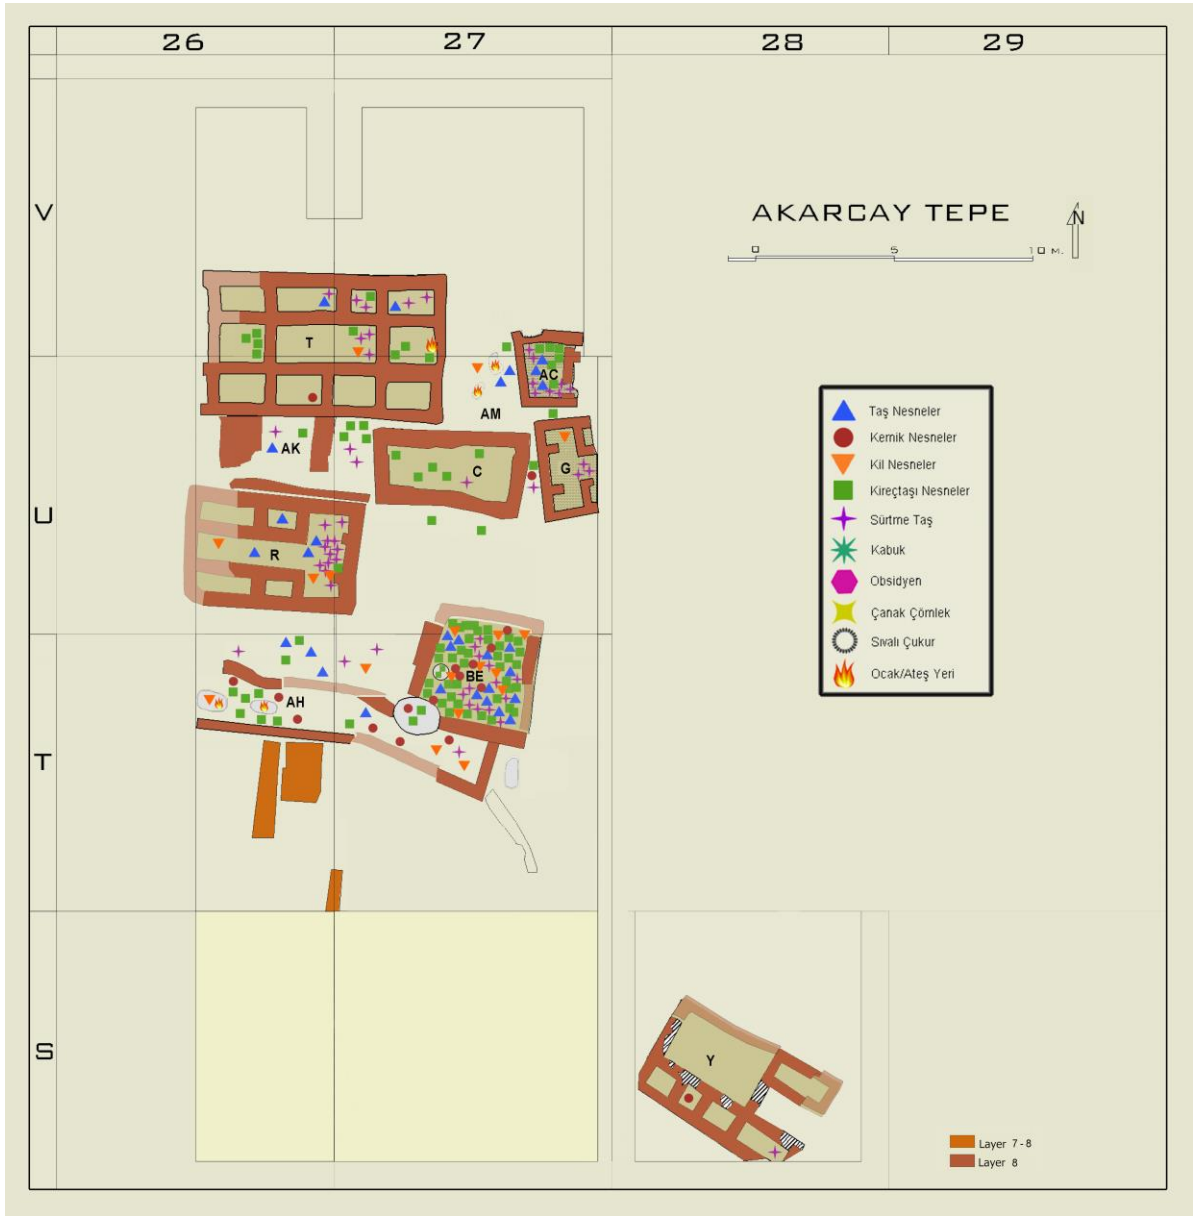 26 27 28 29
V
AKARCAY TEPE
N
0 5 10 M.
T
AC
AM
Taş Nesneler
Kemik Nesneler
Kil Nesneler
Kireçtaşı Nesneler
Sürtme Taş
Kabuk
Obsidyen
Çanak Çömlek
Sıvalı Çukur
Ocak/Ateş Yeri
AK
C
G
U
R
BE
AH
T
S
Y
Layer 7-8
Layer 8